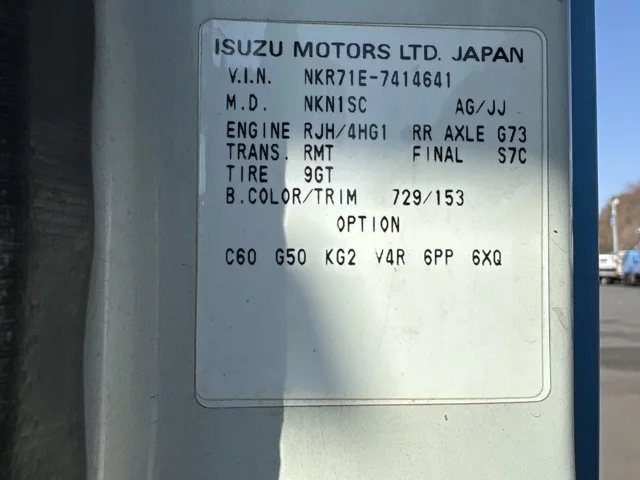 ISUZU MOTORS LTD. JAPAN
V.I.N. NKR71E-7414641
M.D. NKN1SC AG/JJ
ENGINE RJH/4HG1 RR AXLE G73
TRANS. RMT FINAL S7C
TIRE 9GT
B.COLOR/TRIM 729/153
OPTION
C60 G50 KG2 V4R 6PP 6XQ